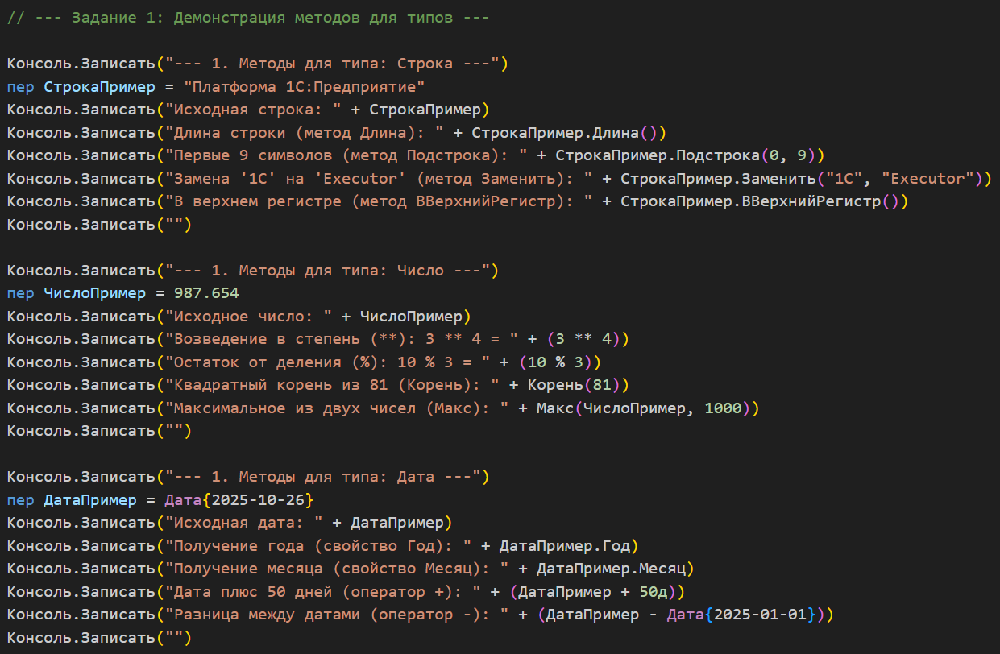 // --- Задание 1: Демонстрация методов для типов ---
Консоль.Записать("--- 1. Методы для типа: Строка ---")
пер СтрокаПример = "Платформа 1С:Предприятие"
Консоль.Записать("Исходная строка: " + СтрокаПример)
Консоль.Записать("Длина строки (метод Длина): " + СтрокаПример.Длина())
Консоль.Записать("Первые 9 символов (метод Подстрока): " + СтрокаПример.Подстрока(0, 9))
Консоль.Записать("Замена '1С' на 'Executor' (метод Заменить): " + СтрокаПример.Заменить("1С", "Executor"))
Консоль.Записать("В верхнем регистре (метод ВВерхнийРегистр): " + СтрокаПример.ВВерхнийРегистр())
Консоль.Записать("")
Консоль.Записать("--- 1. Методы для типа: Число ---")
пер ЧислоПример = 987.654
Консоль.Записать("Исходное число: " + ЧислоПример)
Консоль.Записать("Возведение в степень (**): 3 ** 4 = " + (3 ** 4))
Консоль.Записать("Остаток от деления (%): 10 % 3 = " + (10 % 3))
Консоль.Записать("Квадратный корень из 81 (Корень): " + Корень(81))
Консоль.Записать("Максимальное из двух чисел (Макс): " + Макс(ЧислоПример, 1000))
Консоль.Записать("")
Консоль.Записать("--- 1. Методы для типа: Дата ---")
пер ДатаПример = Дата{2025-10-26}
Консоль.Записать("Исходная дата: " + ДатаПример)
Консоль.Записать("Получение года (свойство Год): " + ДатаПример.Год)
Консоль.Записать("Получение месяца (свойство Месяц): " + ДатаПример.Месяц)
Консоль.Записать("Дата плюс 50 дней (оператор +): " + (ДатаПример + 50д))
Консоль.Записать("Разница между датами (оператор -): " + (ДатаПример - Дата{2025-01-01}))
Консоль.Записать("")